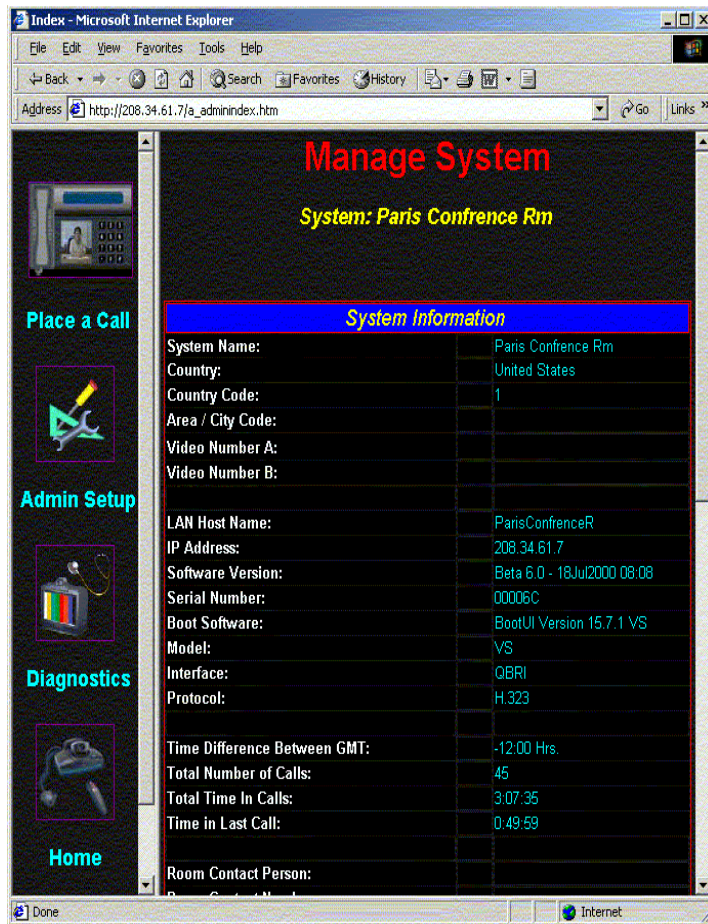 Index - Microsoft Internet Explorer
File Edit View Favorites Tools Help
Back Search Favorites History
Address http://208.34.61.7/a_adminindex.htm Go Links »
Manage System
System: Paris Confrence Rm
Place a Call
Admin Setup
Diagnostics
Home
System Information
System Name: Paris Confrence Rm
Country: United States
Country Code: 1
Area / City Code:
Video Number A:
Video Number B:
LAN Host Name: ParisConfrenceR
IP Address: 208.34.61.7
Software Version: Beta 6.0 - 18Jul2000 08:08
Serial Number: 00006C
Boot Software: BootUI Version 15.7.1 VS
Model: VS
Interface: QBRI
Protocol: H.323
Time Difference Between GMT: -12:00 Hrs.
Total Number of Calls: 45
Total Time In Calls: 3:07:35
Time in Last Call: 0:49:59
Room Contact Person:
Done Internet